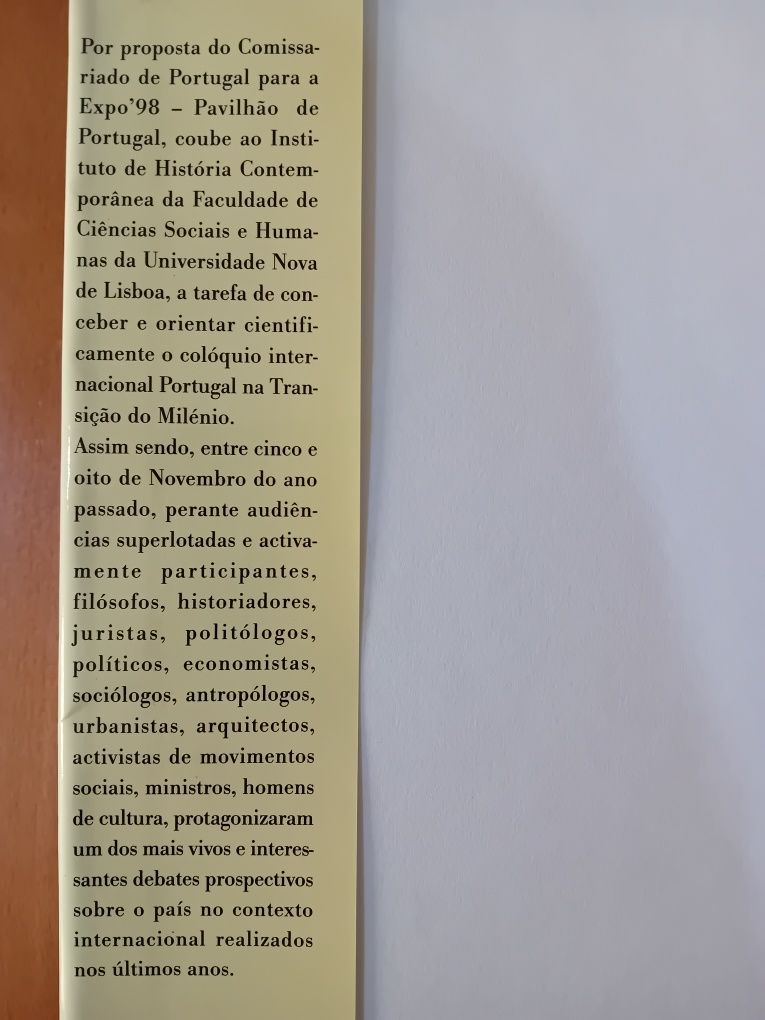 Por proposta do Comissa-
riado de Portugal para a
Expo’98 – Pavilhão de
Portugal, coube ao Insti-
tuto de História Contem-
porânea da Faculdade de
Ciências Sociais e Huma-
nas da Universidade Nova
de Lisboa, a tarefa de con-
ceber e orientar cientifi-
camente o colóquio inter-
nacional Portugal na Tran-
sição do Milénio.
Assim sendo, entre cinco e
oito de Novembro do ano
passado, perante audiên-
cias superlotadas e activa-
mente participantes,
filósofos, historiadores,
juristas, politólogos,
políticos, economistas,
sociólogos, antropólogos,
urbanistas, arquitectos,
activistas de movimentos
sociais, ministros, homens
de cultura, protagonizaram
um dos mais vivos e interes-
santes debates prospectivos
sobre o país no contexto
internacional realizados
nos últimos anos.